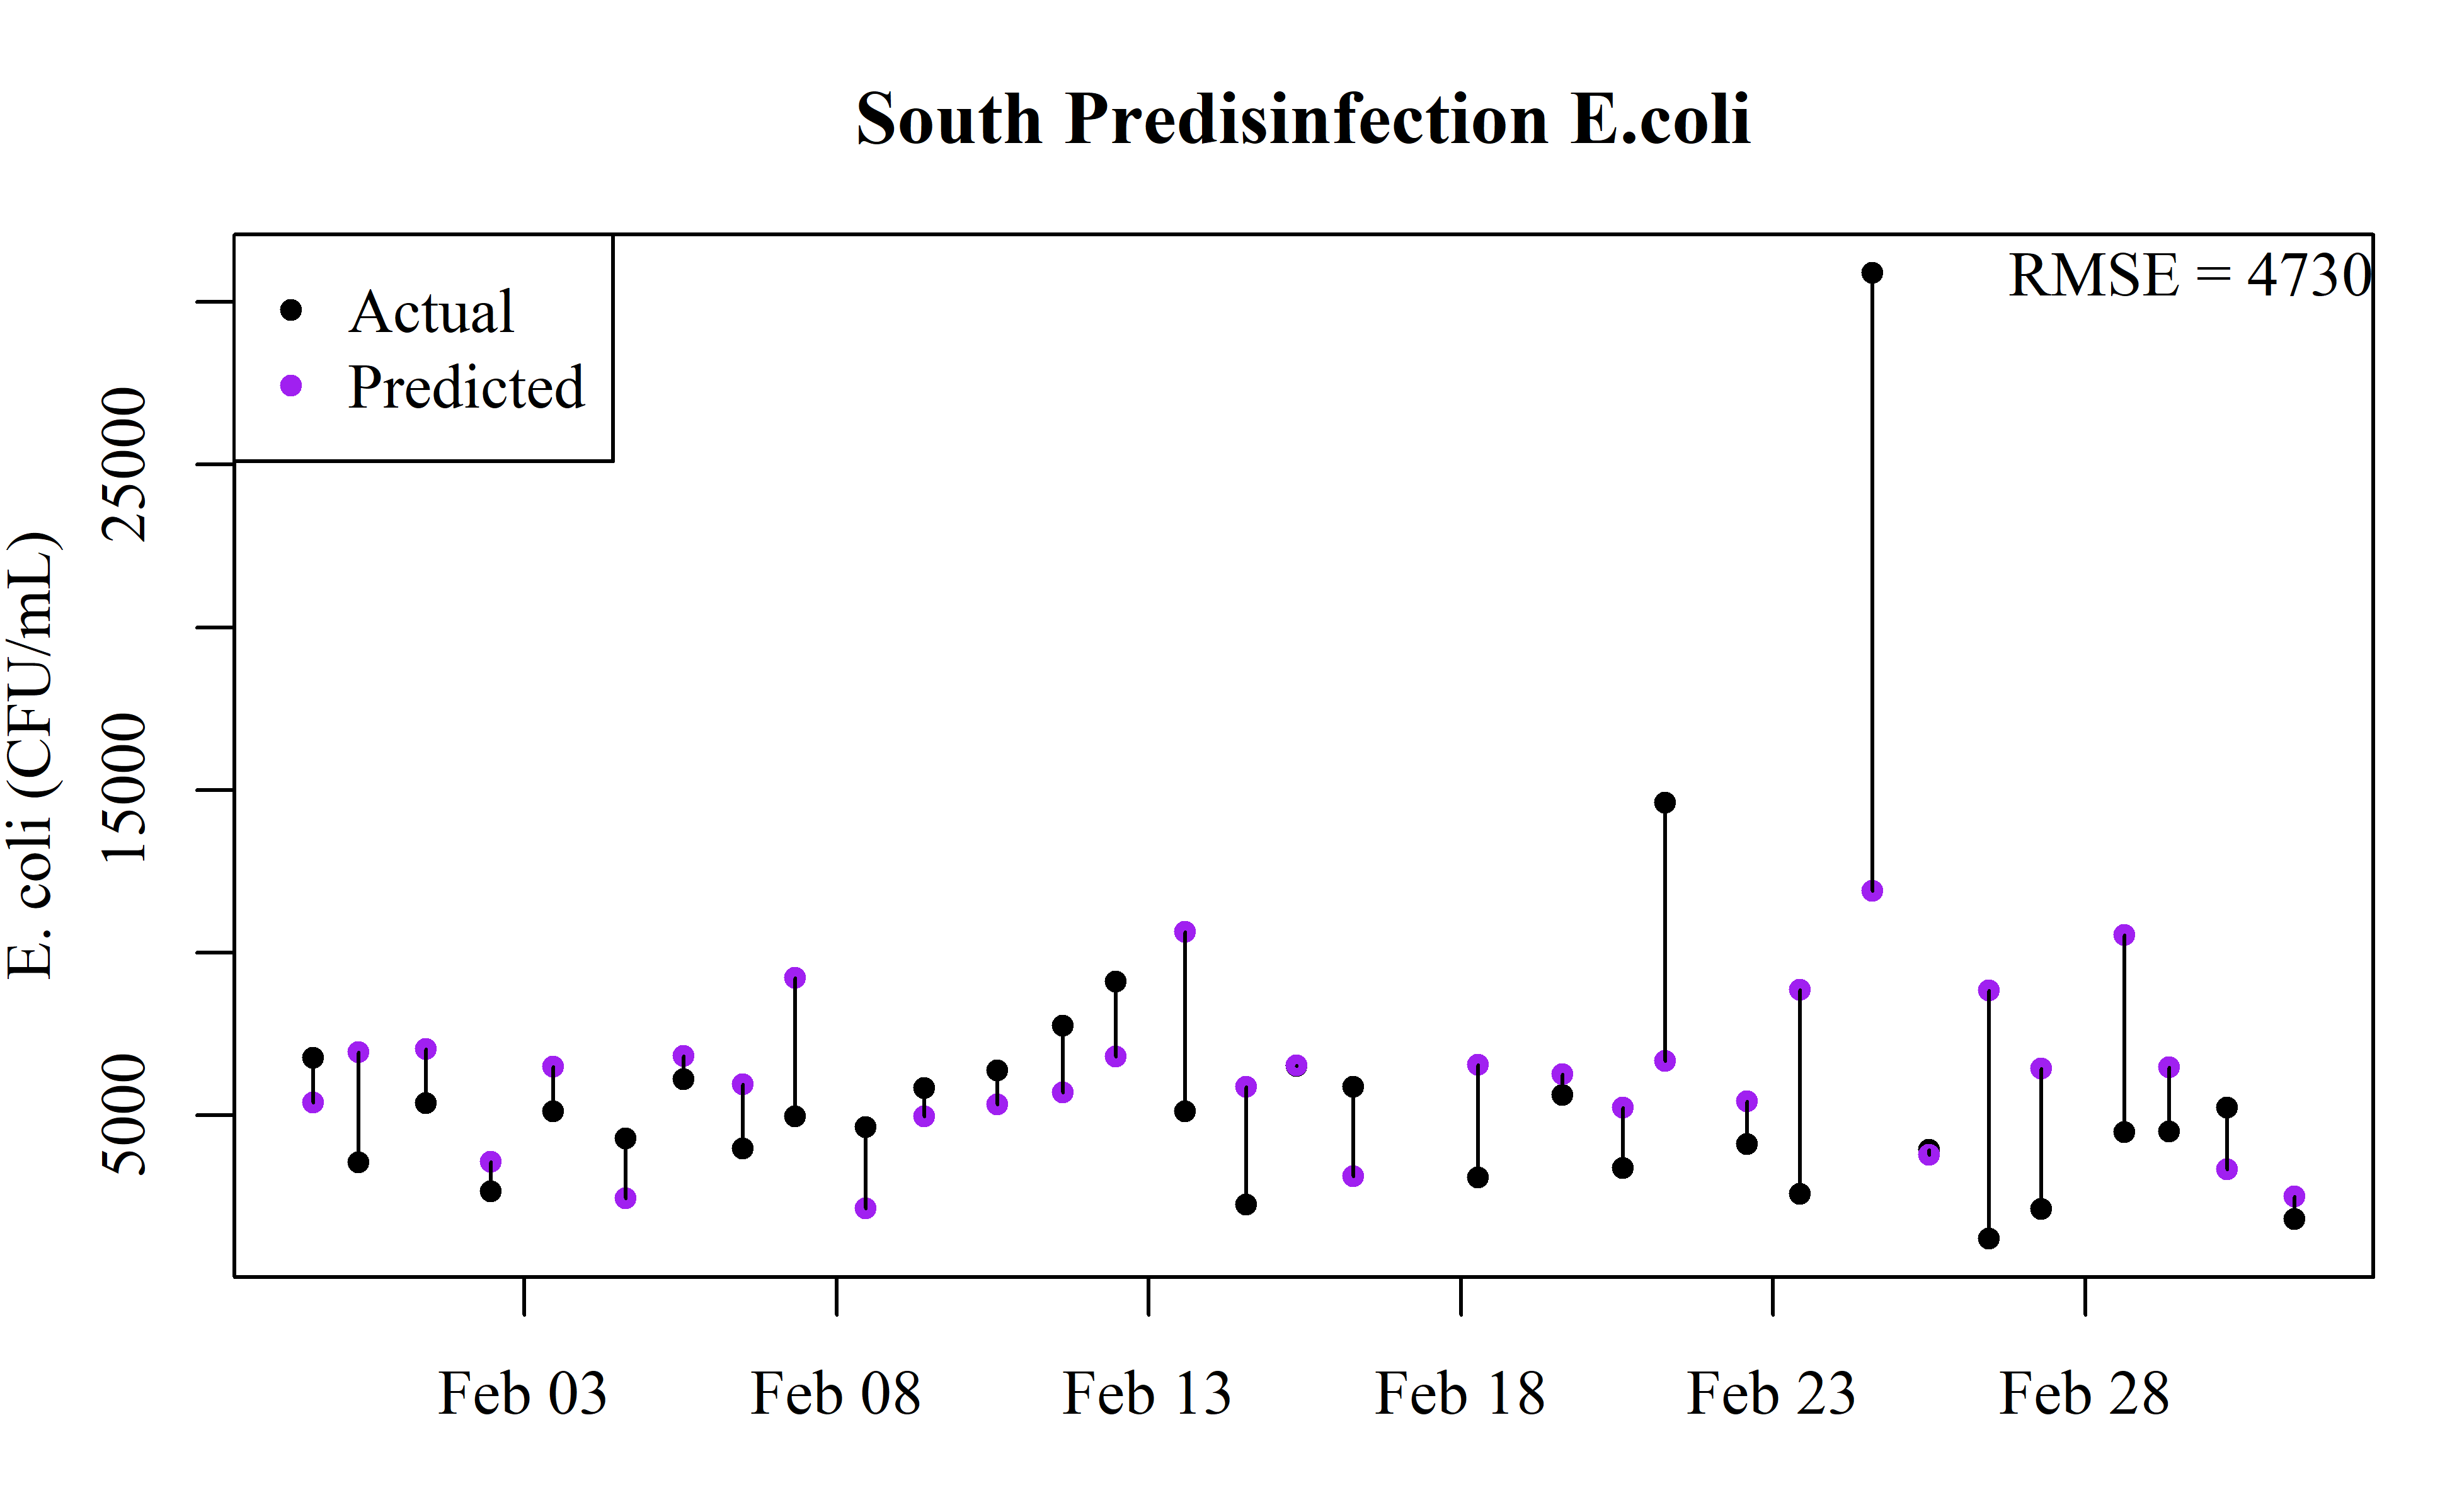 South Predisinfection E.coli
RMSE = 4730
Actual
Predicted
E. coli (CFU/mL)
25000
15000
5000
Feb 03
Feb 08
Feb 13
Feb 18
Feb 23
Feb 28